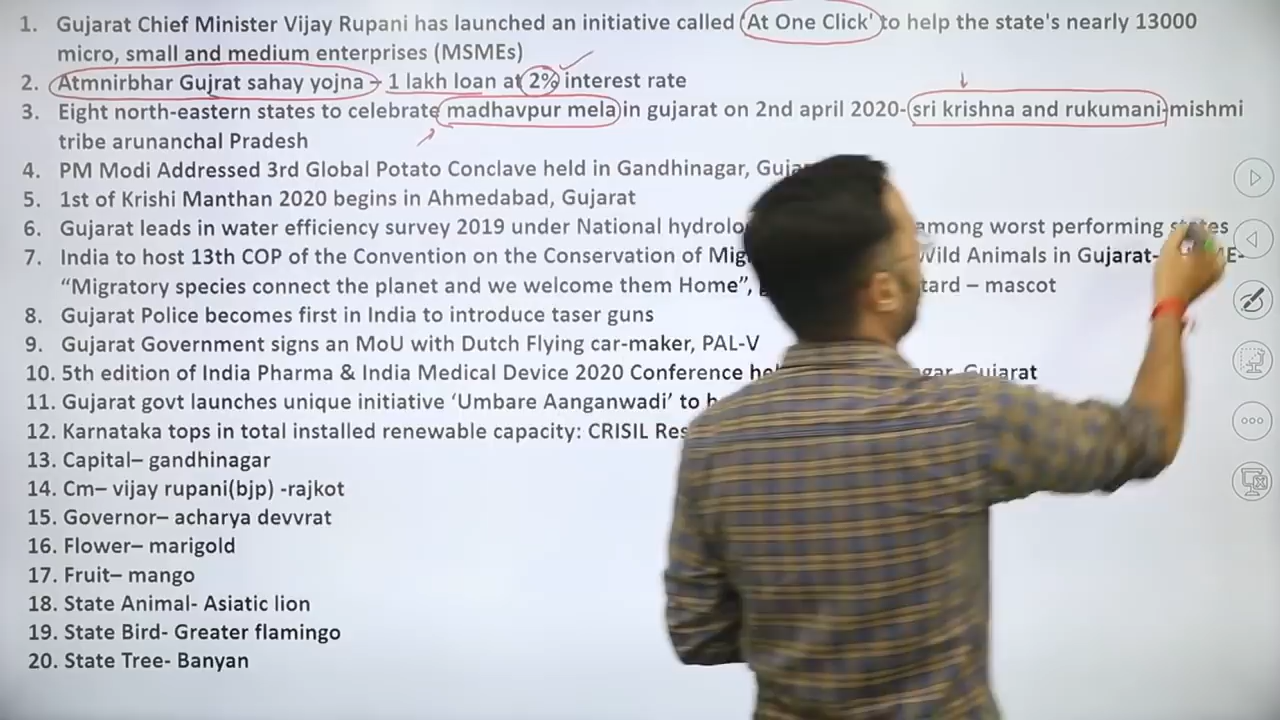 1. Gujarat Chief Minister Vijay Rupani has launched an initiative called 'At One Click' to help the state's nearly 13000
micro, small and medium enterprises (MSMEs)
2. Atmnirbhar Gujrat sahay yojna – 1 lakh loan at 2% interest rate
3. Eight north-eastern states to celebrate madhavpur mela in gujarat on 2nd april 2020- sri krishna and rukumani-mishmi
tribe arunanchal Pradesh
4. PM Modi Addressed 3rd Global Potato Conclave held in Gandhinagar,
5. 1st of Krishi Manthan 2020 begins in Ahmedabad, Gujarat
6. Gujarat leads in water efficiency survey 2019 under National among worst performing states
7. India to host 13th COP of the Convention on the Conservation of Wild Animals in Gujarat-
“Migratory species connect the planet and we welcome them Home”, – mascot
8. Gujarat Police becomes first in India to introduce taser guns
9. Gujarat Government signs an MoU with Dutch Flying car-maker, PAL-V
10. 5th edition of India Pharma & India Medical Device 2020 Conference Gujarat
11. Gujarat govt launches unique initiative ‘Umbare Aanganwadi’ to
12. Karnataka tops in total installed renewable capacity: CRISIL
13. Capital– gandhinagar
14. Cm– vijay rupani(bjp) -rajkot
15. Governor– acharya devvrat
16. Flower– marigold
17. Fruit– mango
18. State Animal- Asiatic lion
19. State Bird- Greater flamingo
20. State Tree- Banyan